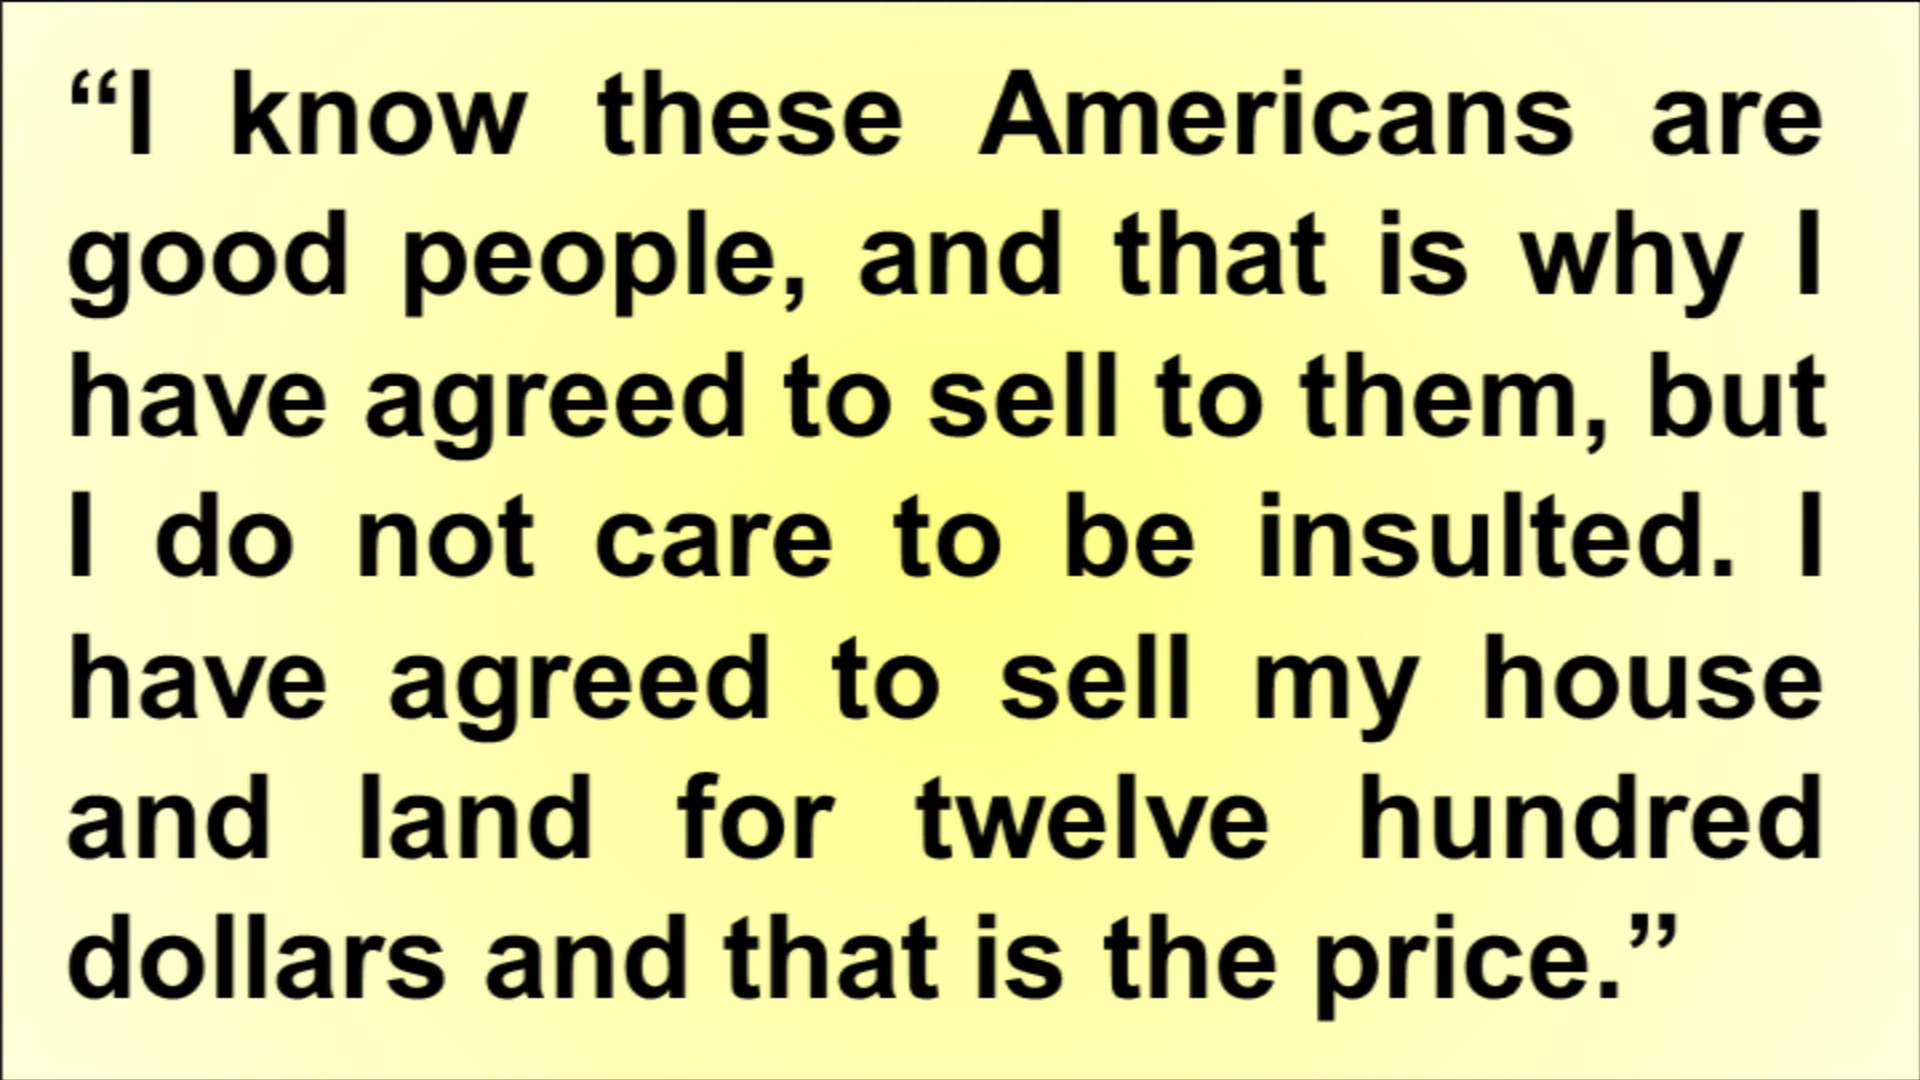 “I know these Americans are
good people, and that is why I
have agreed to sell to them, but
I do not care to be insulted. I
have agreed to sell my house
and land for twelve hundred
dollars and that is the price.”